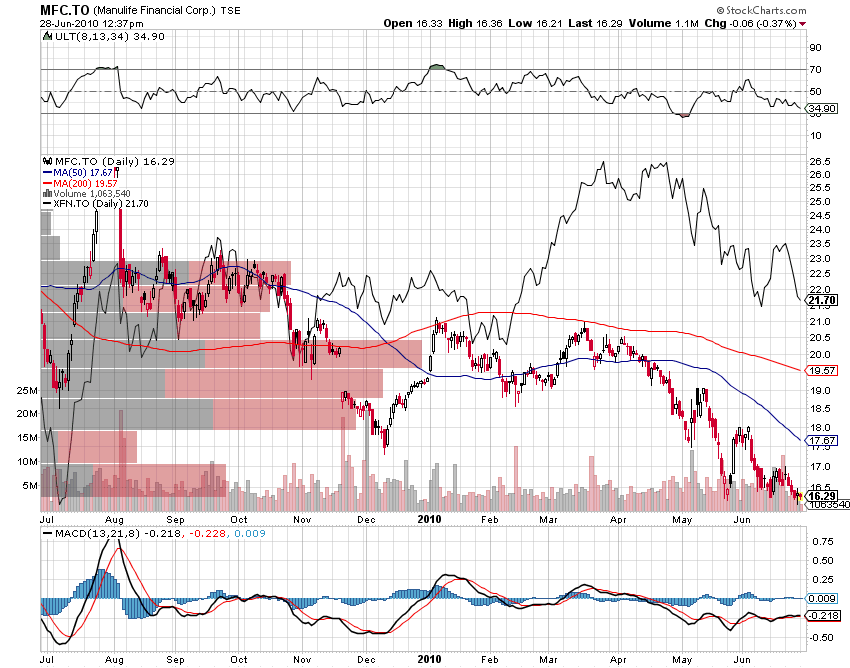 MFC.TO (Manulife Financial Corp.) TSE
© StockCharts.com
28-Jun-2010 12:37pm
Open 16.33 High 16.36 Low 16.21 Last 16.29 Volume 1.1M Chg -0.06 (-0.37%)
ULT(8,13,34) 34.90
90
70
50
34.90
30
10
MFC.TO (Daily) 16.29
MA(50) 17.67
MA(200) 19.57
Volume 1,063,540
XFN.TO (Daily) 21.70
26.5
26.0
25.5
25.0
24.5
24.0
23.5
23.0
22.5
22.0
21.70
21.5
21.0
20.5
20.0
19.57
19.0
18.5
18.0
17.67
17.0
16.5
16.29
1063540
25M
20M
15M
10M
5M
Jul Aug Sep Oct Nov Dec 2010 Feb Mar Apr May Jun
MACD(13,21,8) -0.218, -0.228, 0.009
0.75
0.50
0.25
0.009
-0.218
-0.50
Jul Aug Sep Oct Nov Dec 2010 Feb Mar Apr May Jun